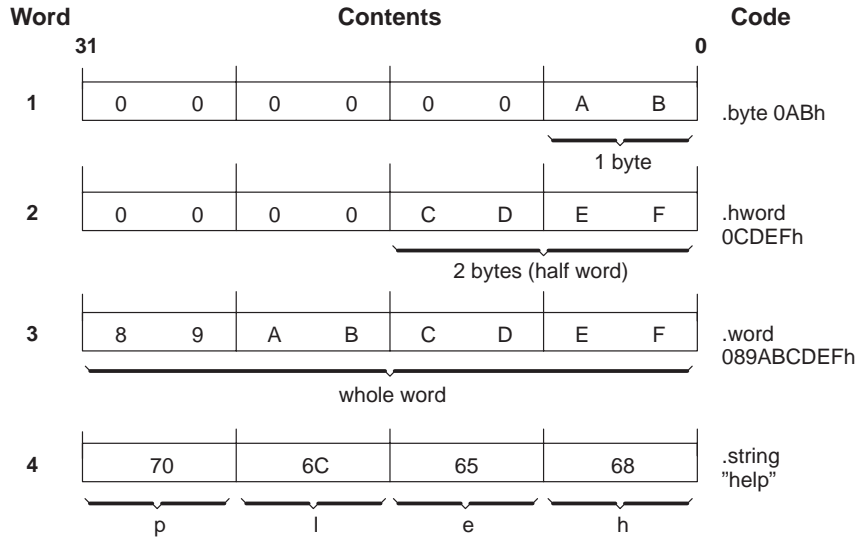 Word Contents Code
31 0
1 0 0 0 0 0 0 A B .byte 0ABh
1 byte
2 0 0 0 0 C D E F .hword
0CDEFh
2 bytes (half word)
3 8 9 A B C D E F .word
089ABCDEFh
whole word
4 70 6C 65 68 .string
”help”
p l e h